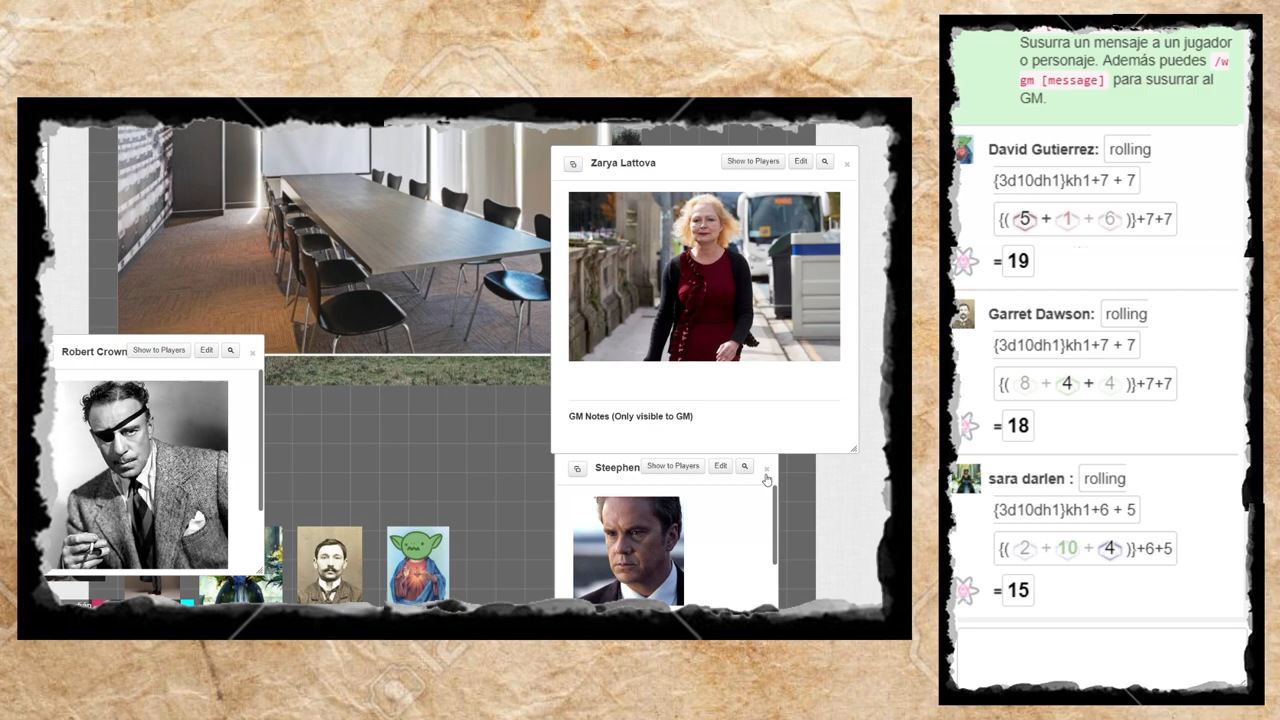 Zarya Lattova
Show to Players
Edit
GM Notes (Only visible to GM)
Robert Crown
Show to Players
Edit
Steephen
Show to Players
Edit
Susurra un mensaje a un jugador
o personaje. Además puedes /w
gm [message] para susurrar al
GM.
David Gutierrez: rolling
{3d10dh1}kh1+7 + 7
{( 5 + 1 + 6 )}+7+7
= 19
Garret Dawson: rolling
{3d10dh1}kh1+7 + 7
{( 8 + 4 + 4 )}+7+7
= 18
sara darlen : rolling
{3d10dh1}kh1+6 + 5
{( 2 + 10 + 4 )}+6+5
= 15